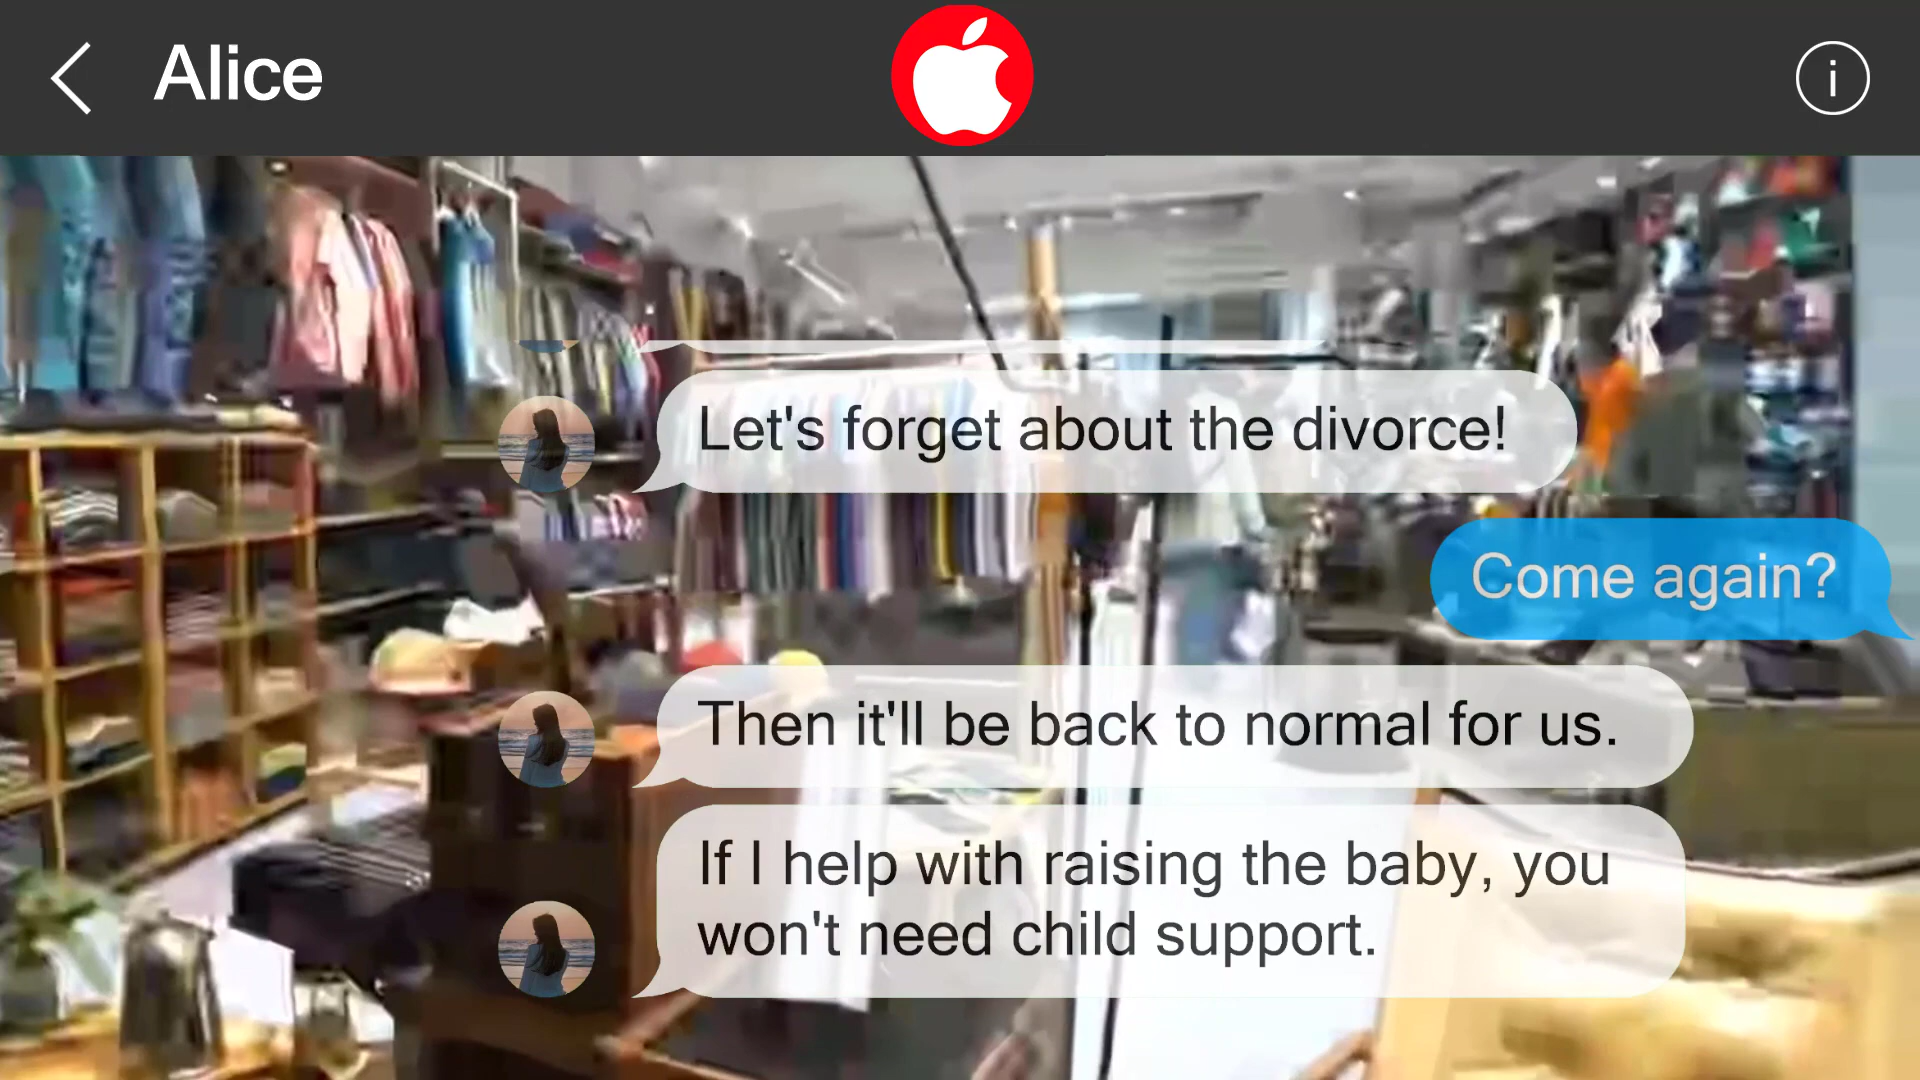 Alice
i
Let's forget about the divorce!
Come again?
Then it'll be back to normal for us.
If I help with raising the baby, you
won't need child support.